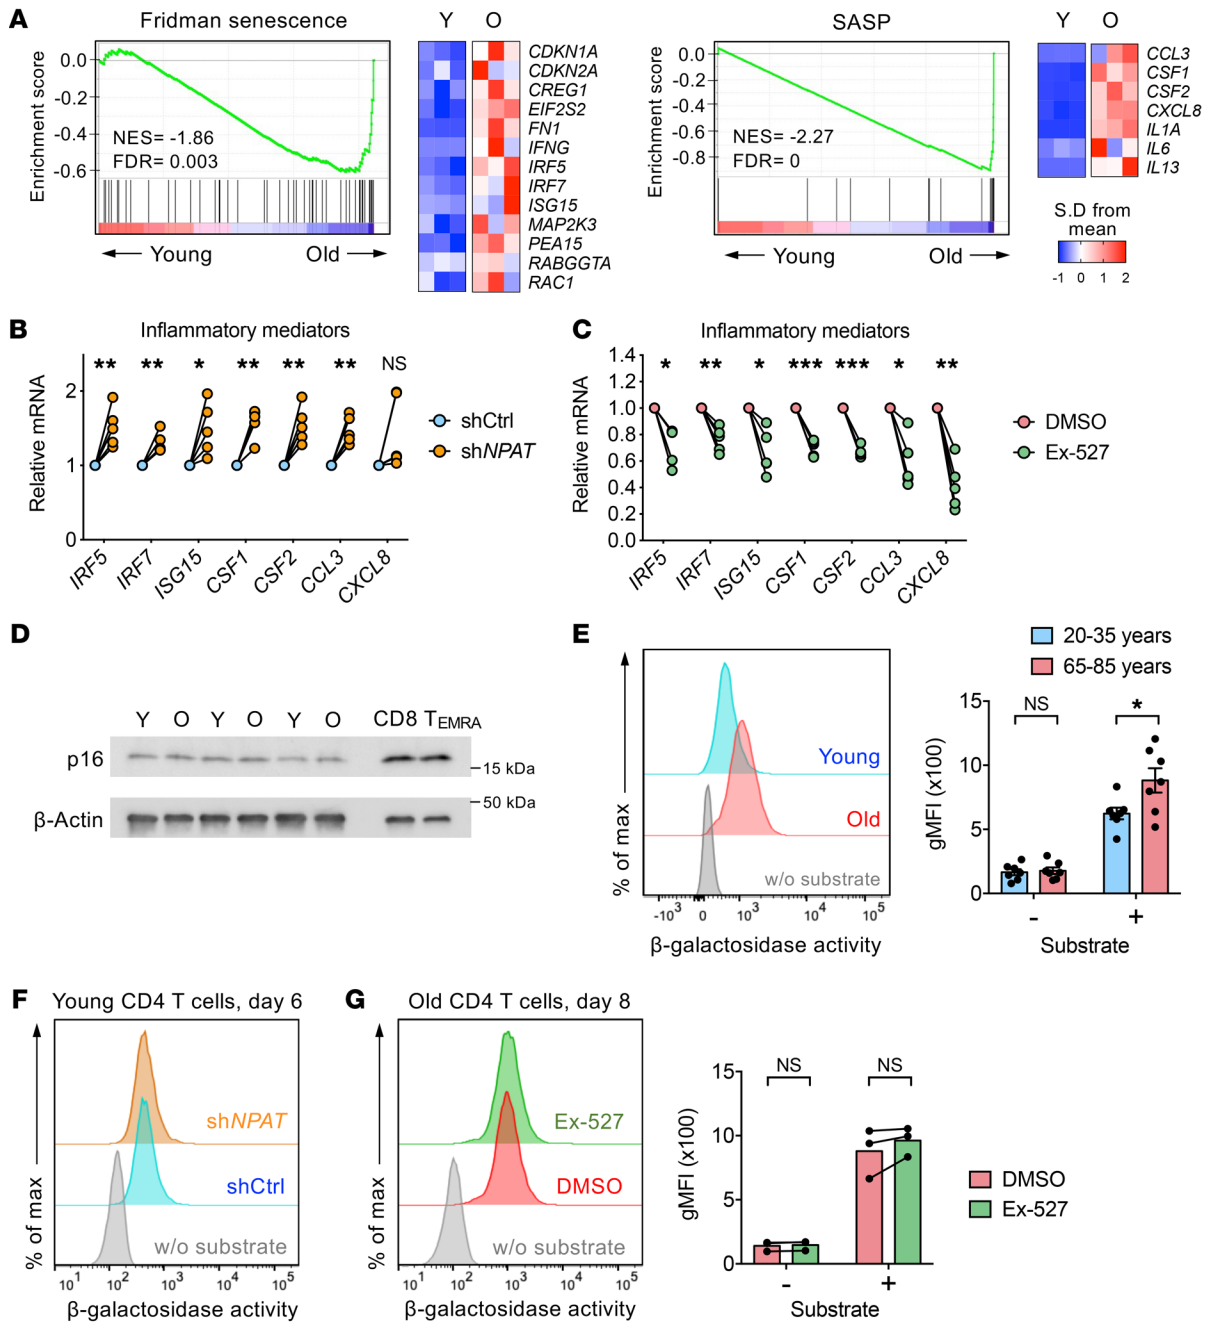 A
Fridman senescence
Enrichment score
0.0
-0.2
-0.4
-0.6
NES= -1.86
FDR= 0.003
Young
Old
Y
O
CDKN1A
CDKN2A
CREG1
EIF2S2
FN1
IFNG
IRF5
IRF7
ISG15
MAP2K3
PEA15
RABGGTA
RAC1
SASP
Enrichment score
0.0
-0.2
-0.4
-0.6
-0.8
NES= -2.27
FDR= 0
Young
Old
Y
O
CCL3
CSF1
CSF2
CXCL8
IL1A
IL6
IL13
S.D from
mean
-1 0 1 2
B
Inflammatory mediators
** ** * ** ** ** NS
Relative mRNA
2
1
0
IRF5 IRF7 ISG15 CSF1 CSF2 CCL3 CXCL8
shCtrl
shNPAT
C
Inflammatory mediators
* ** * *** *** * **
Relative mRNA
1.4
1.2
1.0
0.8
0.6
0.4
0.2
0.0
IRF5 IRF7 ISG15 CSF1 CSF2 CCL3 CXCL8
DMSO
Ex-527
D
Y O Y O Y O CD8 TEMRA
p16
15 kDa
50 kDa
β-Actin
E
% of max
Young
Old
w/o substrate
-10³ 0 10³ 10⁴ 10⁵
β-galactosidase activity
20-35 years
65-85 years
gMFI (x100)
15
10
5
0
NS
*
- +
Substrate
F
Young CD4 T cells, day 6
% of max
shNPAT
shCtrl
w/o substrate
10¹ 10² 10³ 10⁴ 10⁵
β-galactosidase activity
G
Old CD4 T cells, day 8
% of max
Ex-527
DMSO
w/o substrate
10¹ 10² 10³ 10⁴ 10⁵
β-galactosidase activity
gMFI (x100)
15
10
5
0
NS
NS
- +
Substrate
DMSO
Ex-527